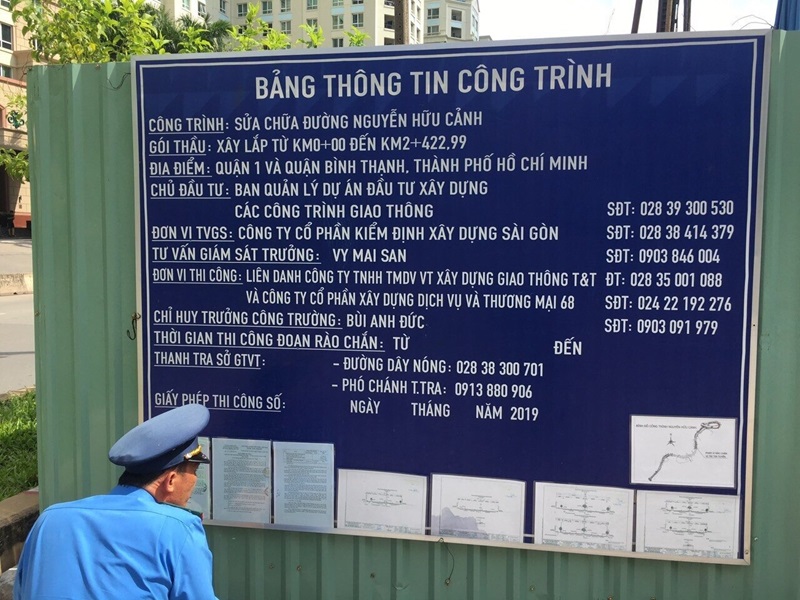 BẢNG THÔNG TIN CÔNG TRÌNH
CÔNG TRÌNH: SỬA CHỮA ĐƯỜNG NGUYỄN HỮU CẢNH
GÓI THẦU: XÂY LẮP TỪ KM0+00 ĐẾN KM2+422,99
ĐỊA ĐIỂM: QUẬN 1 VÀ QUẬN BÌNH THẠNH, THÀNH PHỐ HỒ CHÍ MINH
CHỦ ĐẦU TƯ: BAN QUẢN LÝ DỰ ÁN ĐẦU TƯ XÂY DỰNG
CÁC CÔNG TRÌNH GIAO THÔNG SĐT: 028 39 300 530
ĐƠN VỊ TVGS: CÔNG TY CỔ PHẦN KIỂM ĐỊNH XÂY DỰNG SÀI GÒN SĐT: 028 38 414 379
TƯ VẤN GIÁM SÁT TRƯỞNG: VY MAI SAN SĐT: 0903 846 004
ĐƠN VỊ THI CÔNG: LIÊN DANH CÔNG TY TNHH TMDV VT XÂY DỰNG GIAO THÔNG T&T ĐT: 028 35 001 088
VÀ CÔNG TY CỔ PHẦN XÂY DỰNG DỊCH VỤ VÀ THƯƠNG MẠI 68 SĐT: 024 22 192 276
CHỈ HUY TRƯỞNG CÔNG TRƯỜNG: BÙI ANH ĐỨC SĐT: 0903 091 979
THỜI GIAN THI CÔNG ĐOẠN RÀO CHẮN: TỪ ĐẾN
THANH TRA SỞ GTVT: - ĐƯỜNG DÂY NÓNG: 028 38 300 701
- PHÓ CHÁNH T.TRA: 0913 880 906
GIẤY PHÉP THI CÔNG SỐ: NGÀY THÁNG NĂM 2019